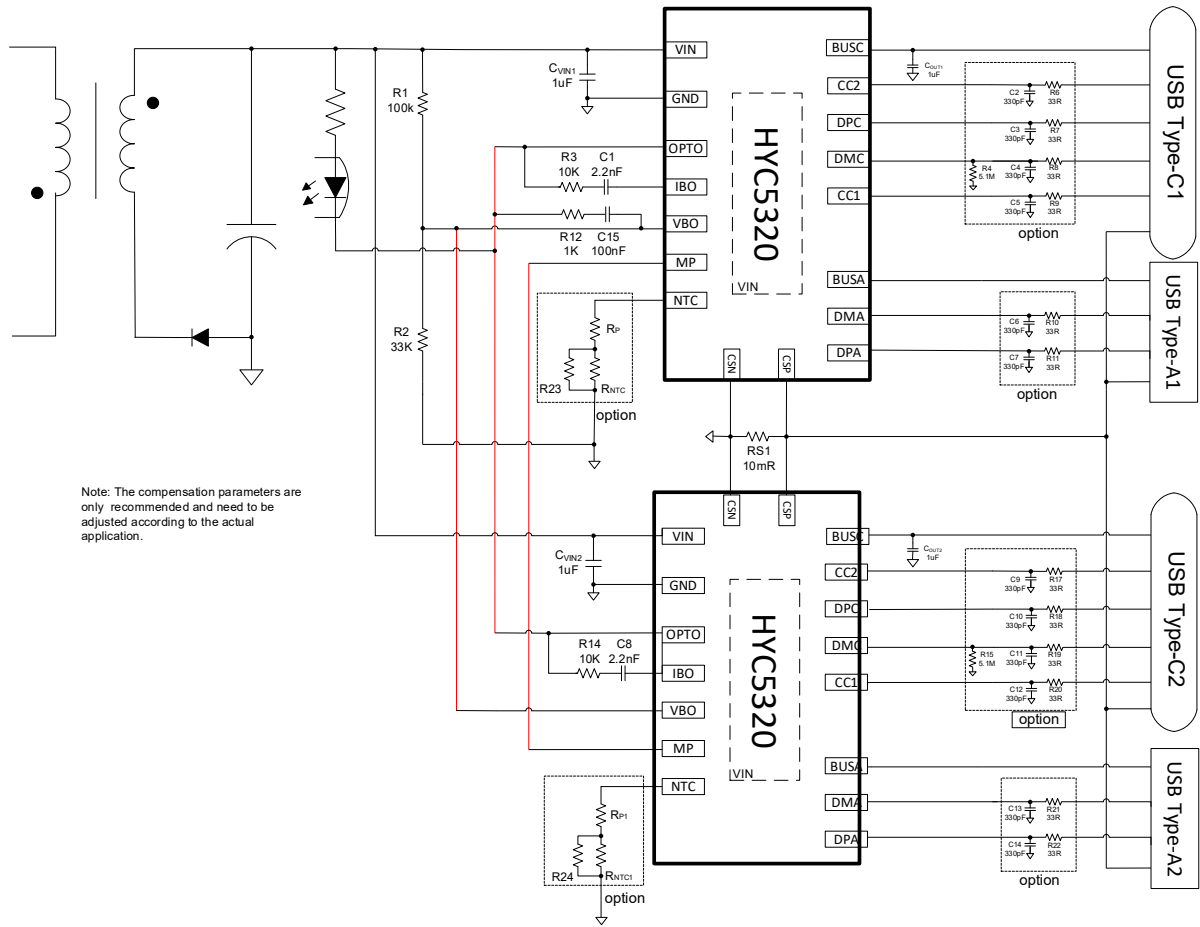 VIN
BUSC
COUT1
1uF
CVIN1
1uF
R1
100k
GND
CC2
C2
330pF
R6
33R
DPC
C3
330pF
R7
33R
OPTO
DMC
R4
5.1M
C4
330pF
R8
33R
R3
10K
C1
2.2nF
IBO
CC1
C5
330pF
R9
33R
option
VBO
R12
1K
C15
100nF
MP
NTC
HYC5320
VIN
USB Type-C1
BUSA
DMA
C6
330pF
R10
33R
DPA
C7
330pF
R11
33R
option
USB Type-A1
R2
33K
RP
R23
RNTC
option
CSN
CSP
RS1
10mR
Note: The compensation parameters are
only recommended and need to be
adjusted according to the actual
application.
CSN
CSP
VIN
BUSC
COUT2
1uF
CVIN2
1uF
GND
CC2
C9
330pF
R17
33R
DPC
C10
330pF
R18
33R
OPTO
DMC
R15
5.1M
C11
330pF
R19
33R
R14
10K
C8
2.2nF
IBO
CC1
C12
330pF
R20
33R
option
VBO
MP
NTC
HYC5320
VIN
USB Type-C2
BUSA
DMA
C13
330pF
R21
33R
DPA
C14
330pF
R22
33R
option
USB Type-A2
RP1
R24
RNTC1
option